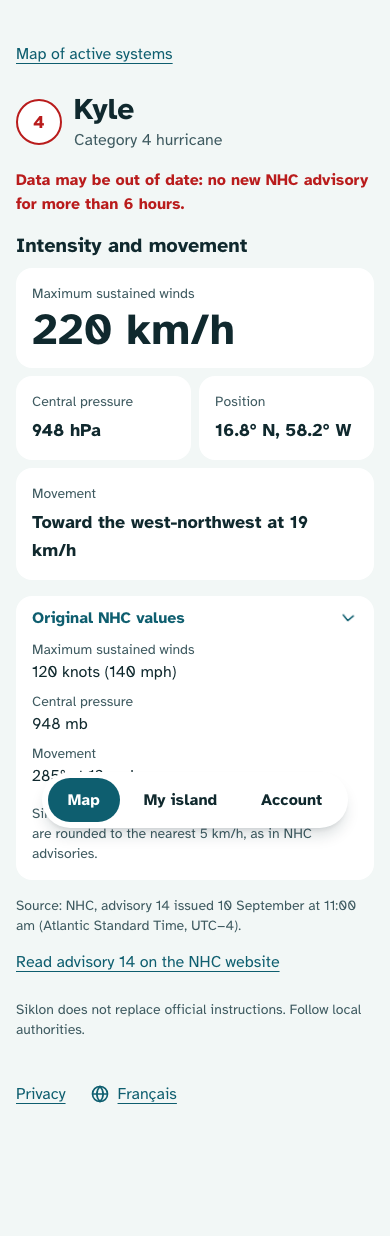 Map of active systems
4
Kyle
Category 4 hurricane
Data may be out of date: no new NHC advisory
for more than 6 hours.
Intensity and movement
Maximum sustained winds
220 km/h
Central pressure
948 hPa
Position
16.8° N, 58.2° W
Movement
Toward the west-northwest at 19
km/h
Original NHC values
Maximum sustained winds
120 knots (140 mph)
Central pressure
948 mb
Movement
Map
My island
Account
are rounded to the nearest 5 km/h, as in NHC
advisories.
Source: NHC, advisory 14 issued 10 September at 11:00
am (Atlantic Standard Time, UTC−4).
Read advisory 14 on the NHC website
Siklon does not replace official instructions. Follow local
authorities.
Privacy
Français